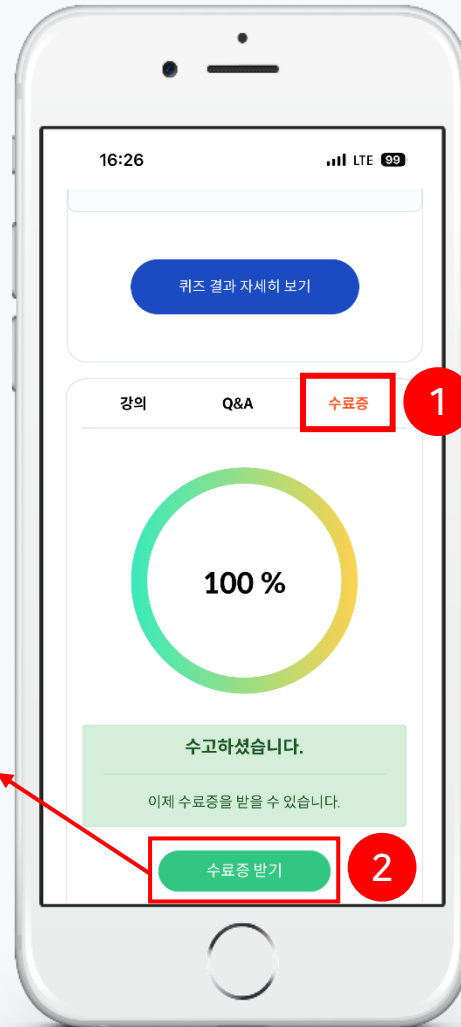 16:26 LTE 99
퀴즈 결과 자세히 보기
강의 Q&A 수료증 1
100 %
수고하셨습니다.
이제 수료증을 받을 수 있습니다.
수료증 받기 2